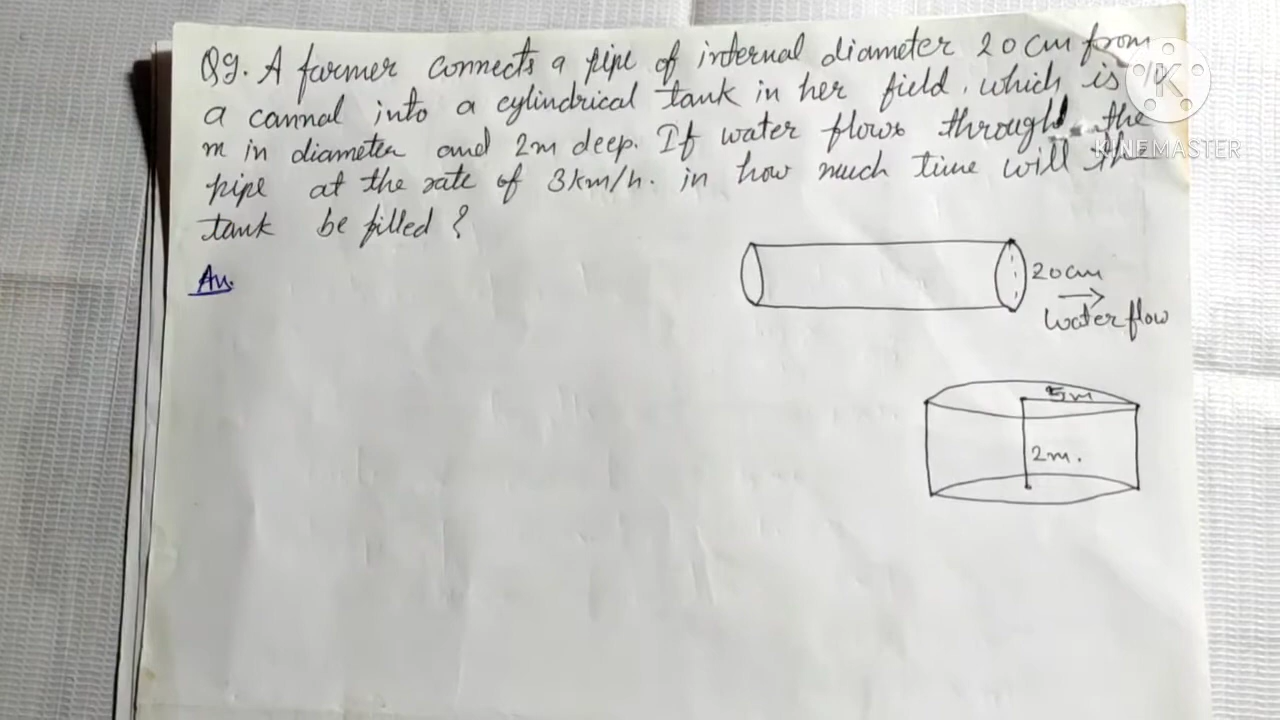 Q9. A farmer connects a pipe of internal diameter 20 cm from
a cannal into a cylindrical tank in her field, which is
m in diameter and 2m deep. If water flows through the
pipe at the rate of 3km/h. in how much time will the
tank be filled?
An.
20cm
Water flow
5m
2m.
K
KINEMASTER